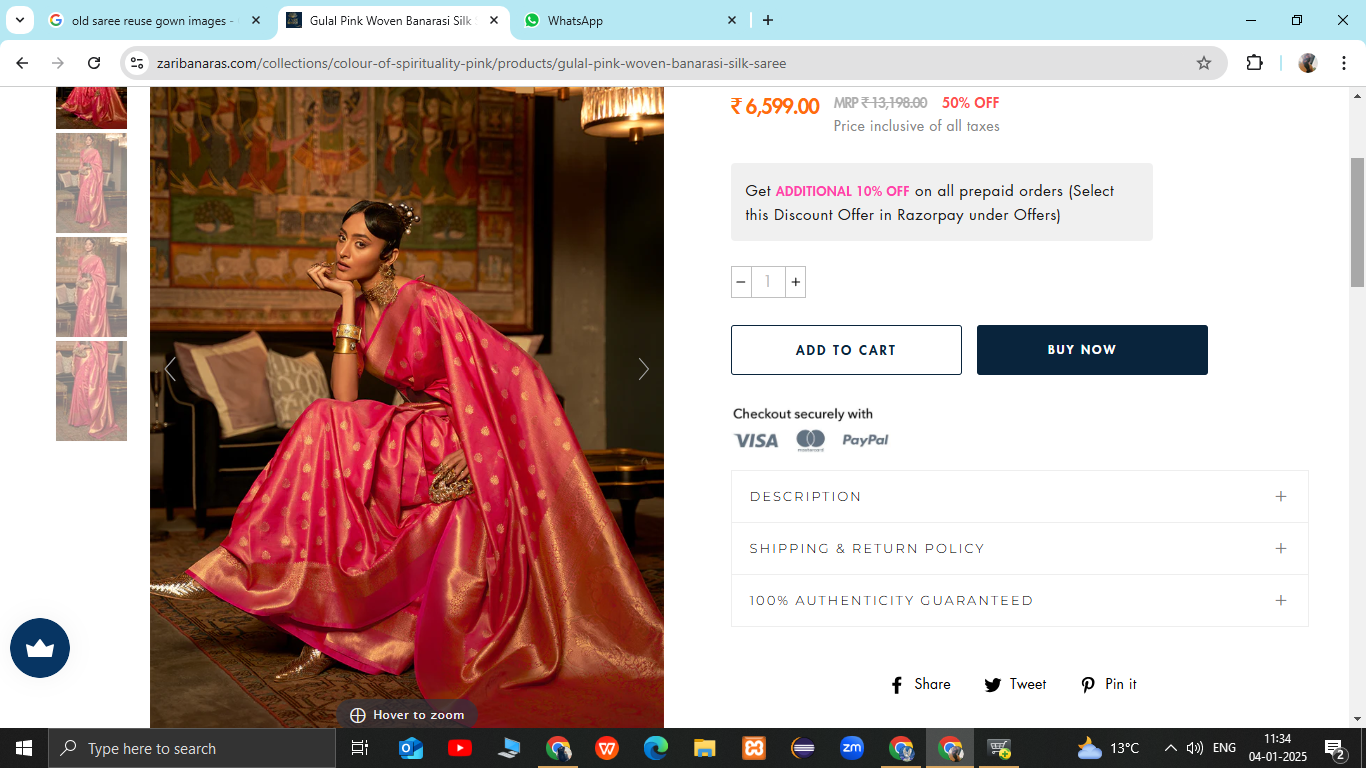 old saree reuse gown images -
Gulal Pink Woven Banarasi Silk
WhatsApp
zaribanaras.com/collections/colour-of-spirituality-pink/products/gulal-pink-woven-banarasi-silk-saree
₹ 6,599.00 MRP ₹ 13,198.00 50% OFF
Price inclusive of all taxes
Get ADDITIONAL 10% OFF on all prepaid orders (Select
this Discount Offer in Razorpay under Offers)
− 1 +
ADD TO CART
BUY NOW
Checkout securely with
VISA mastercard PayPal
DESCRIPTION +
SHIPPING & RETURN POLICY +
100% AUTHENTICITY GUARANTEED +
Share Tweet Pin it
Hover to zoom
Type here to search
zm
13°C
ENG
11:34
04-01-2025
2